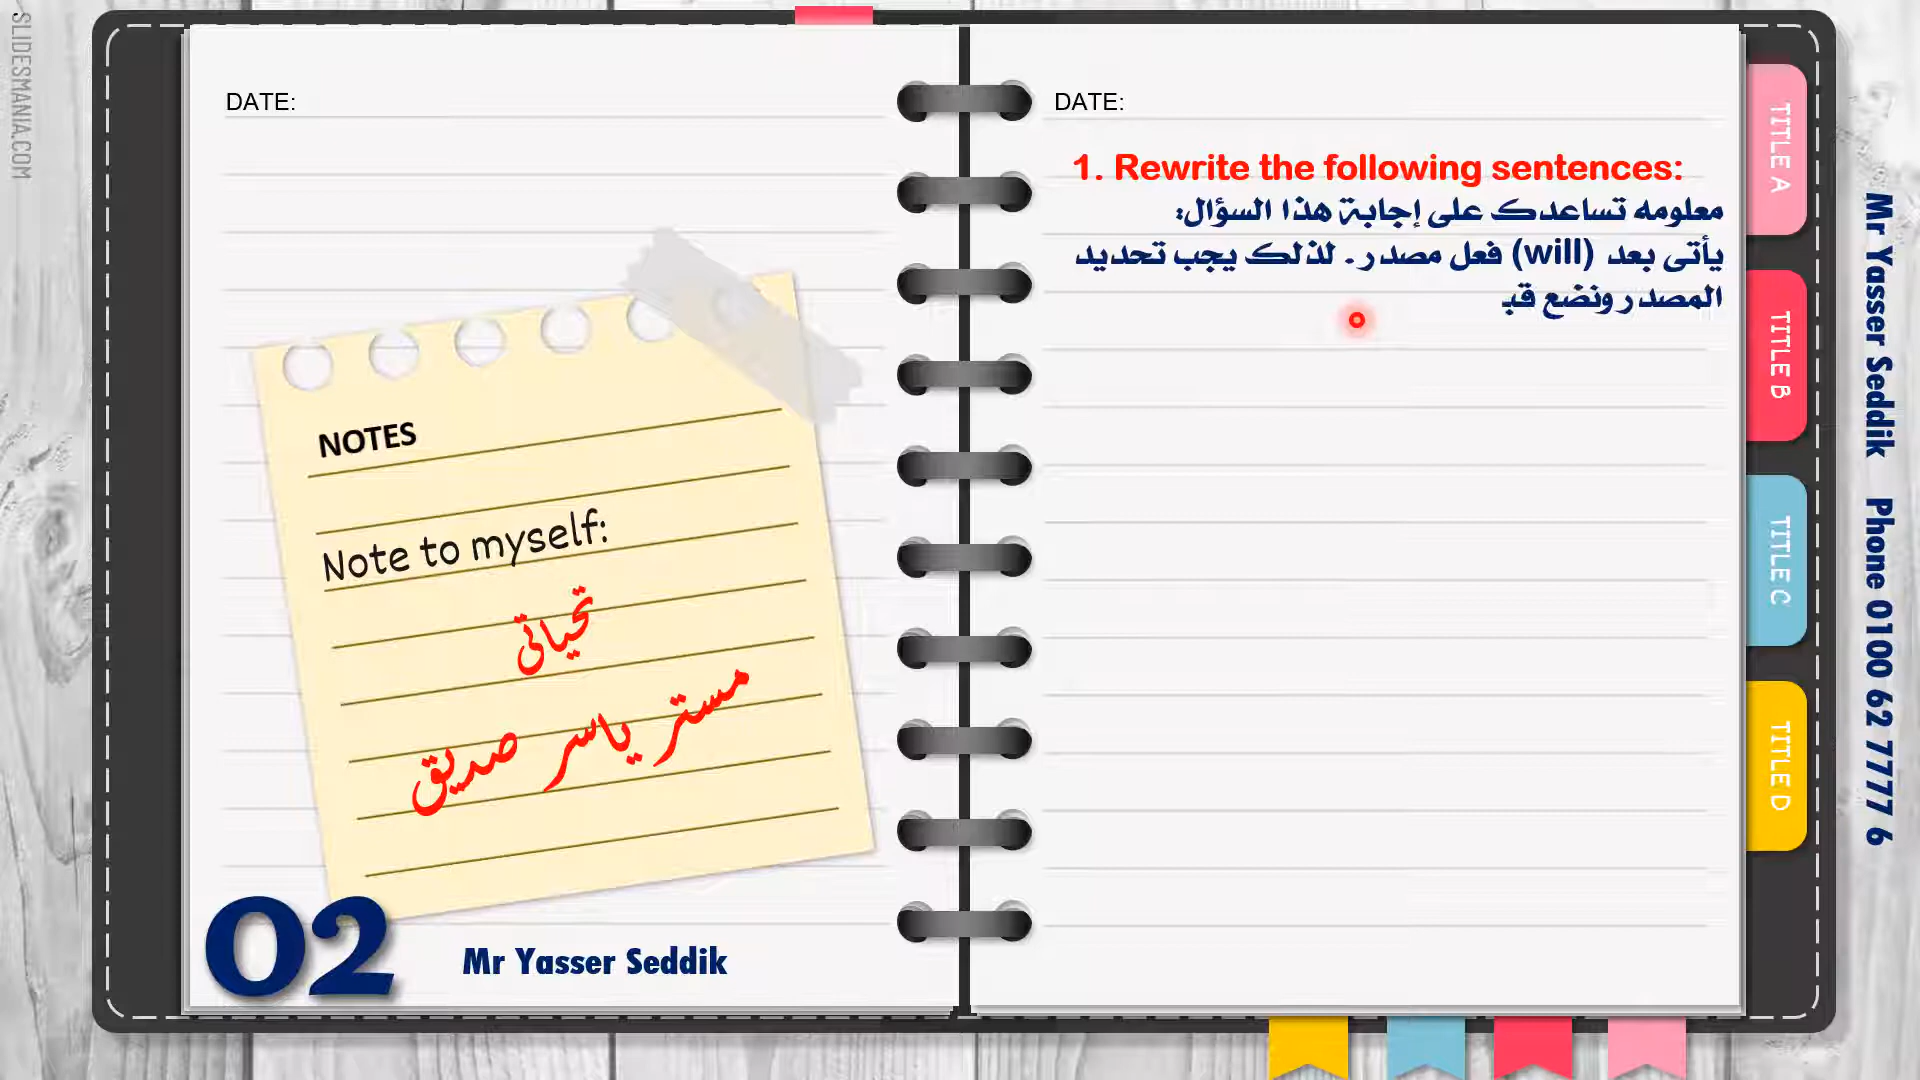 SLIDESMANIA.COM
DATE:
NOTES
Note to myself:
تحياتى
مستر ياسر صديق
02
Mr Yasser Seddik
DATE:
1. Rewrite the following sentences:
معلومه تساعدك على إجابة هذا السؤال:
يأتى بعد (will) فعل مصدر. لذلك يجب تحديد
المصدر ونضع قبـ
TITLE A
TITLE B
TITLE C
TITLE D
Mr Yasser Seddik Phone 0100 62 7777 6